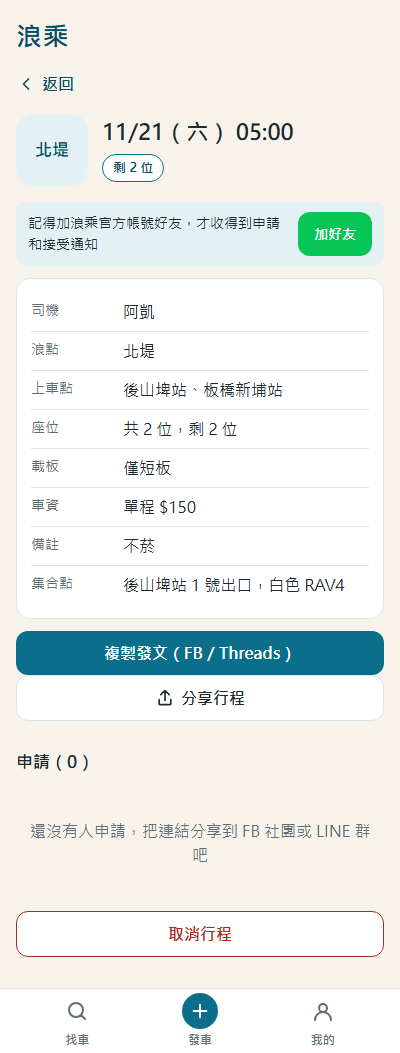 浪乘
返回
北堤
11/21（六）05:00
剩 2 位
記得加浪乘官方帳號好友，才收得到申請
和接受通知
加好友
司機 阿凱
浪點 北堤
上車點 後山埤站、板橋新埔站
座位 共 2 位，剩 2 位
載板 僅短板
車資 單程 $150
備註 不菸
集合點 後山埤站 1 號出口，白色 RAV4
複製發文（FB / Threads）
分享行程
申請（0）
還沒有人申請，把連結分享到 FB 社團或 LINE 群
吧
取消行程
找車 發車 我的